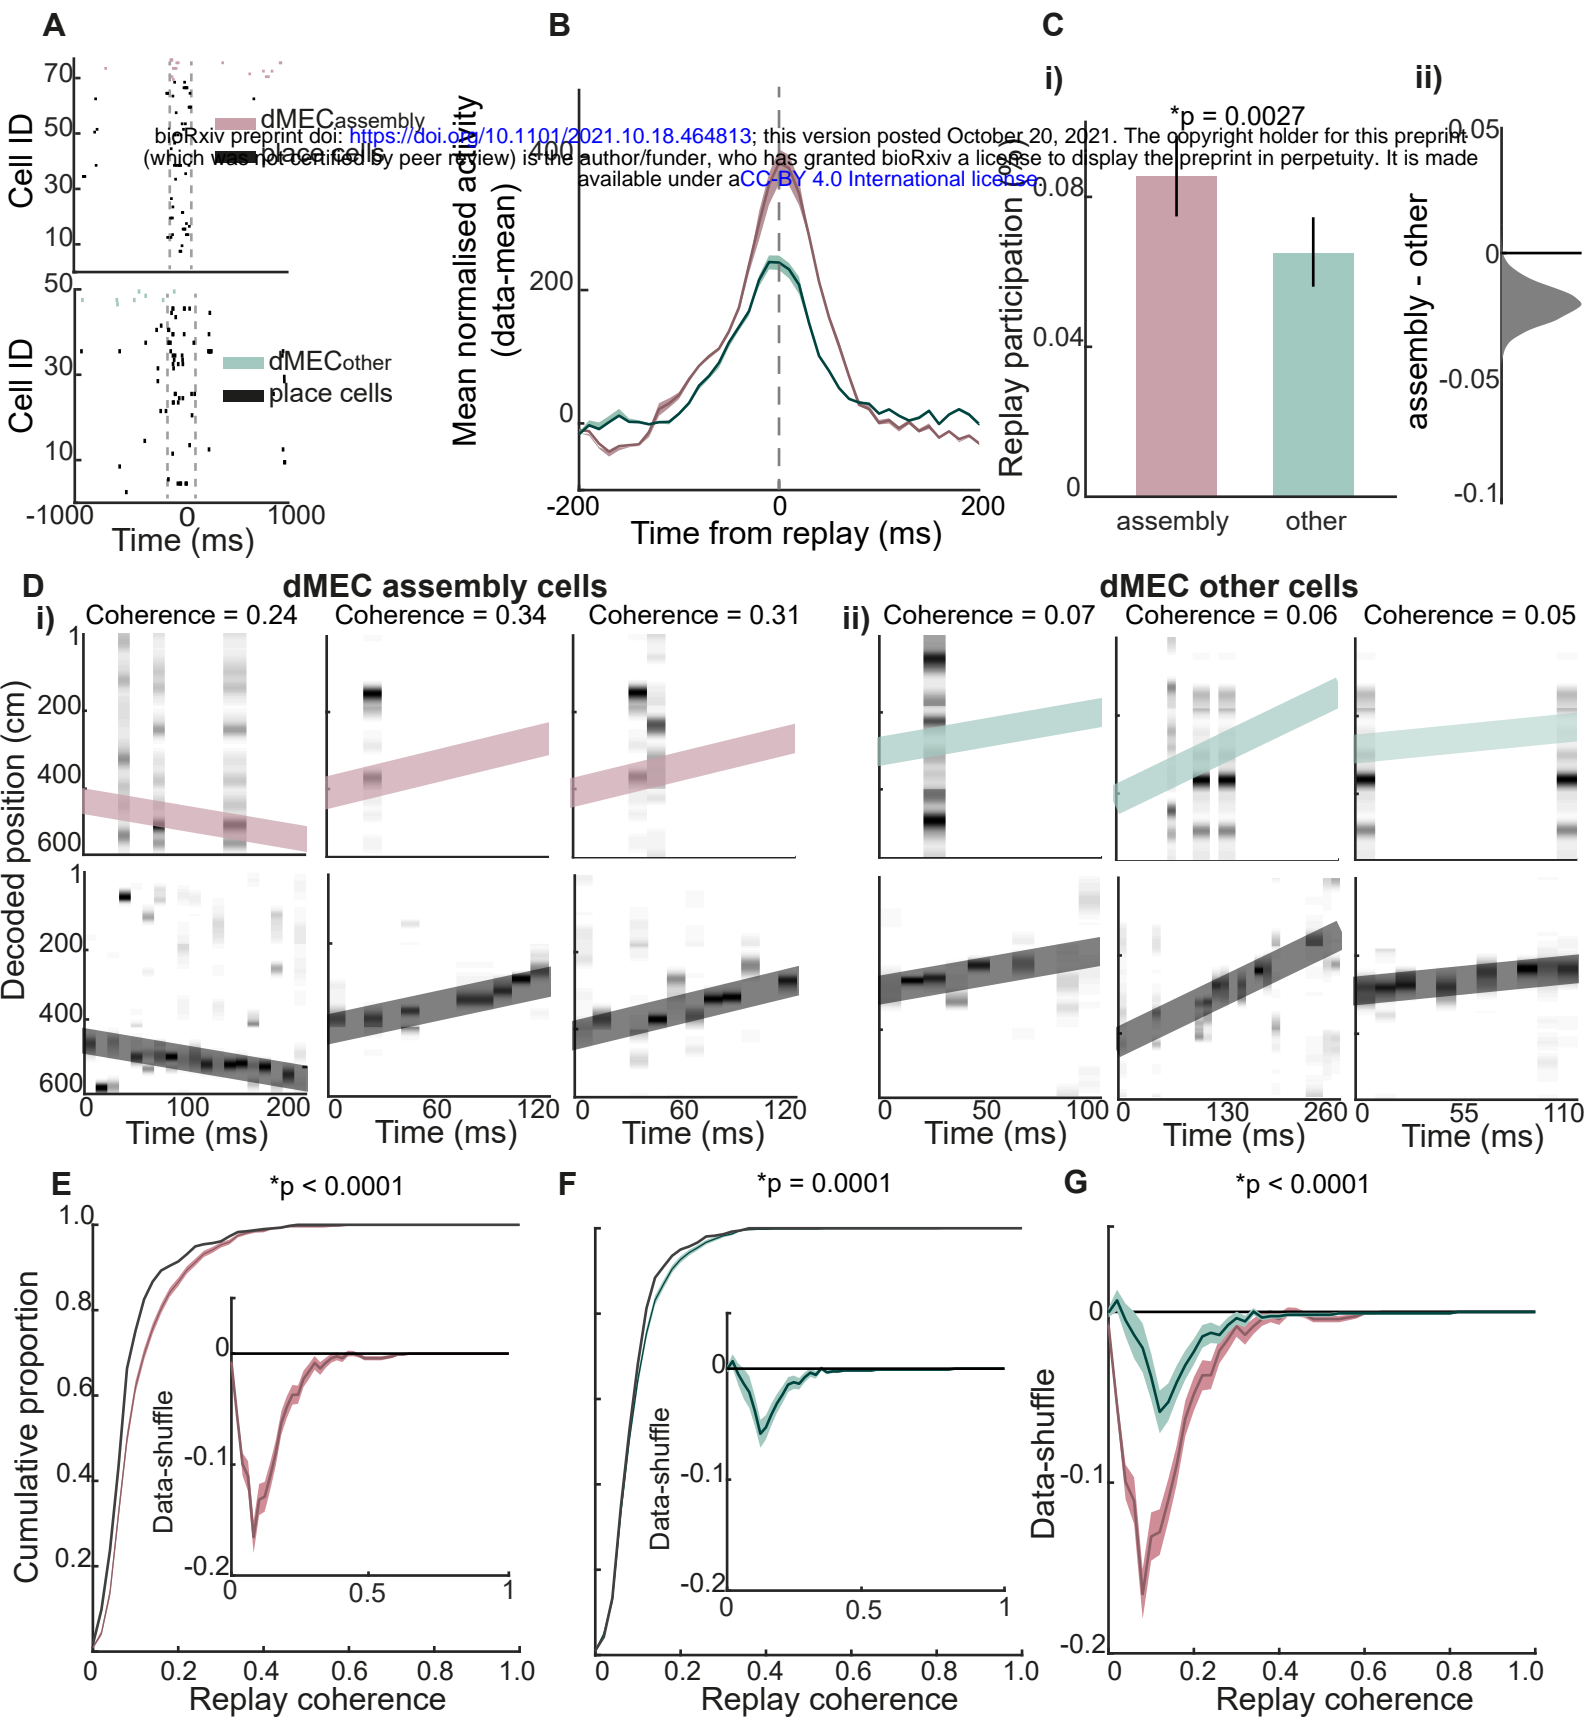 A
B
C
i)
ii)
*p = 0.0027
bioRxiv preprint doi: https://doi.org/10.1101/2021.10.18.464813; this version posted October 20, 2021. The copyright holder for this preprint
(which was not certified by peer review) is the author/funder, who has granted bioRxiv a license to display the preprint in perpetuity. It is made
available under aCC-BY 4.0 International license.
Cell ID
70
50
30
10
dMECassembly
place cells
Cell ID
50
30
10
dMECother
place cells
-1000
0
1000
Time (ms)
Mean normalised activity
(data-mean)
400
200
0
-200
0
200
Time from replay (ms)
Replay participation (%)
0.08
0.04
0
assembly
other
assembly - other
0.05
0
-0.05
-0.1
D
dMEC assembly cells
dMEC other cells
i)
Coherence = 0.24
Coherence = 0.34
Coherence = 0.31
ii)
Coherence = 0.07
Coherence = 0.06
Coherence = 0.05
Decoded position (cm)
1
200
400
600
1
200
400
600
0
100
200
Time (ms)
0
60
120
Time (ms)
0
60
120
Time (ms)
0
50
100
Time (ms)
0
130
260
Time (ms)
0
55
110
Time (ms)
E
*p < 0.0001
Cumulative proportion
1.0
0.8
0.6
0.4
0.2
0
0.2
0.4
0.6
0.8
1.0
Replay coherence
Data-shuffle
0
-0.1
-0.2
0
0.5
1
F
*p = 0.0001
0
0.2
0.4
0.6
0.8
1.0
Replay coherence
Data-shuffle
0
-0.1
-0.2
0
0.5
1
G
*p < 0.0001
Data-shuffle
0
-0.1
-0.2
0
0.2
0.4
0.6
0.8
1.0
Replay coherence